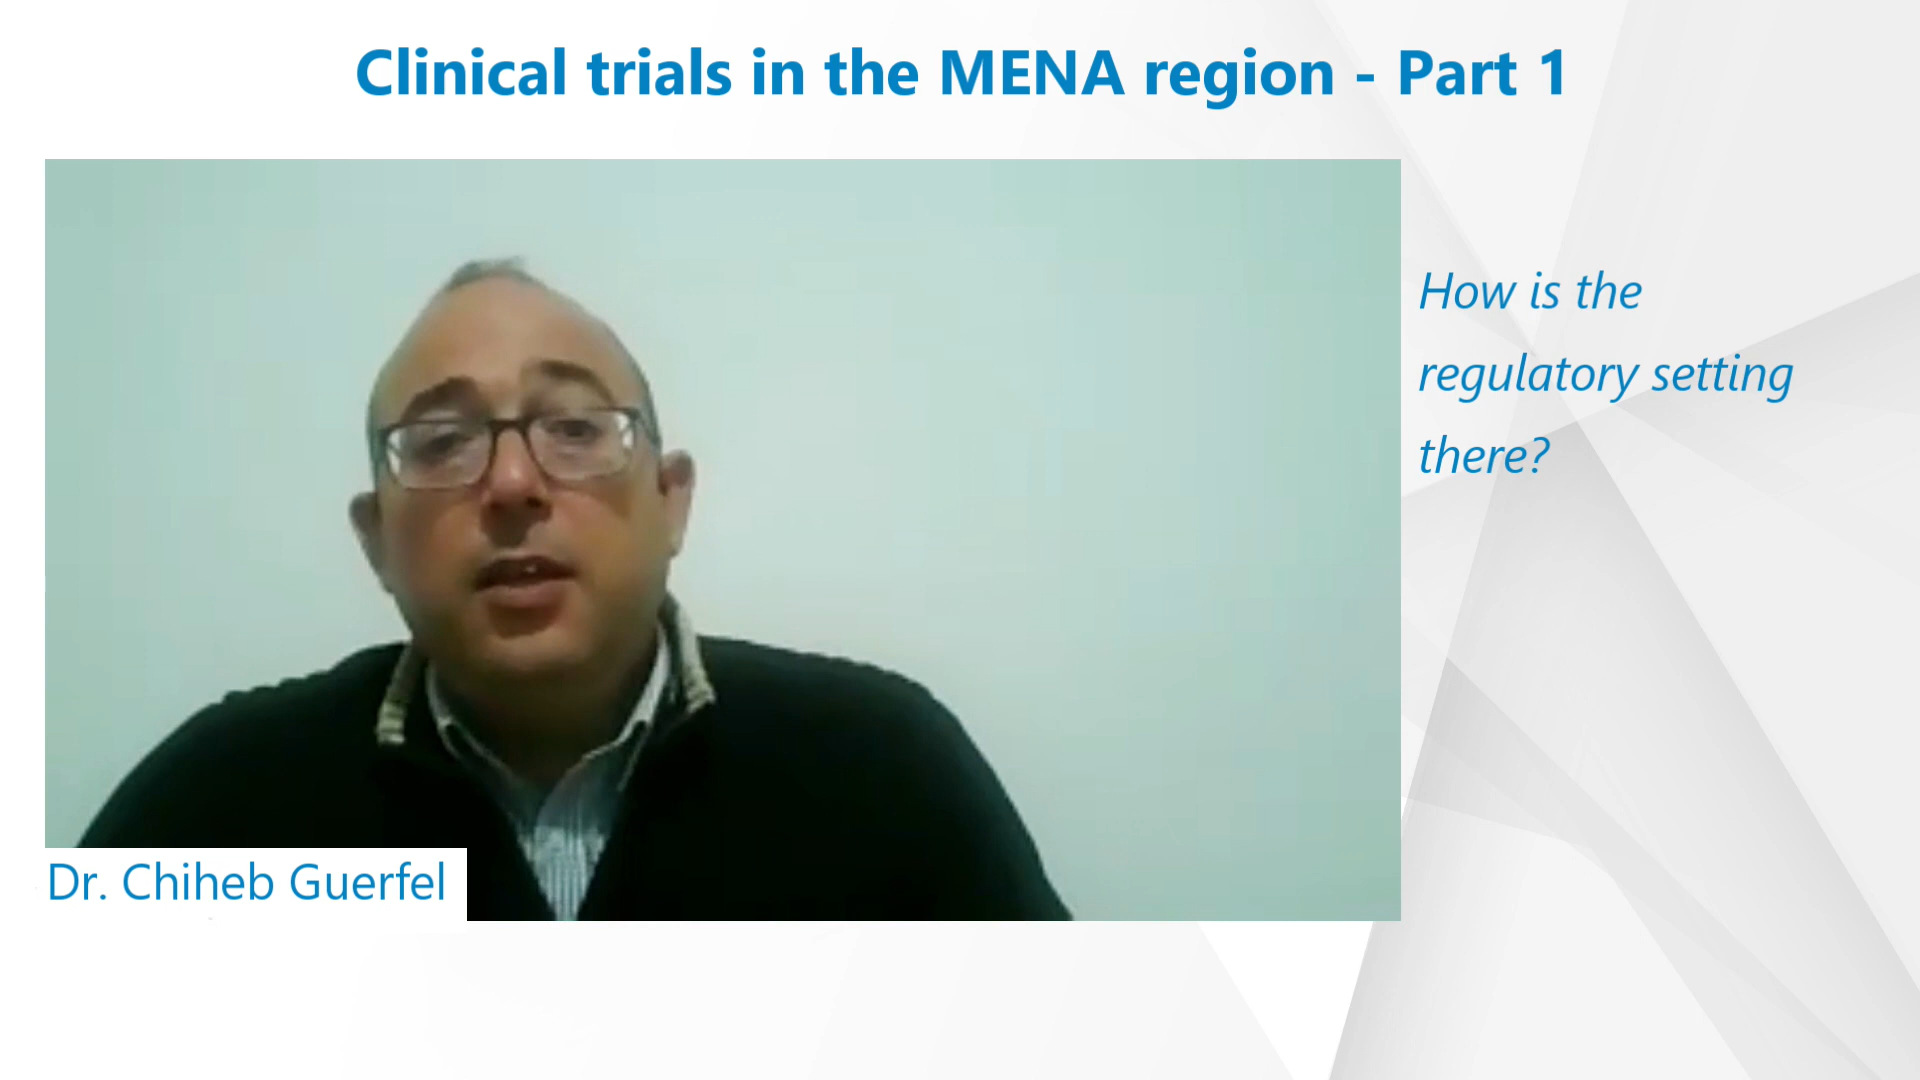 Clinical trials in the MENA region - Part 1
How is the
regulatory setting
there?
Dr. Chiheb Guerfel